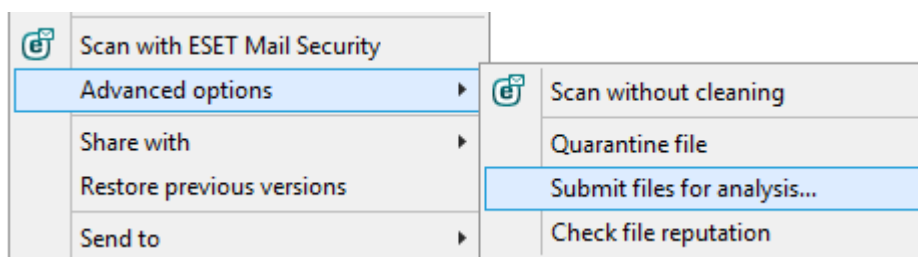 Scan with ESET Mail Security
Advanced options
Share with
Restore previous versions
Send to
Scan without cleaning
Quarantine file
Submit files for analysis...
Check file reputation